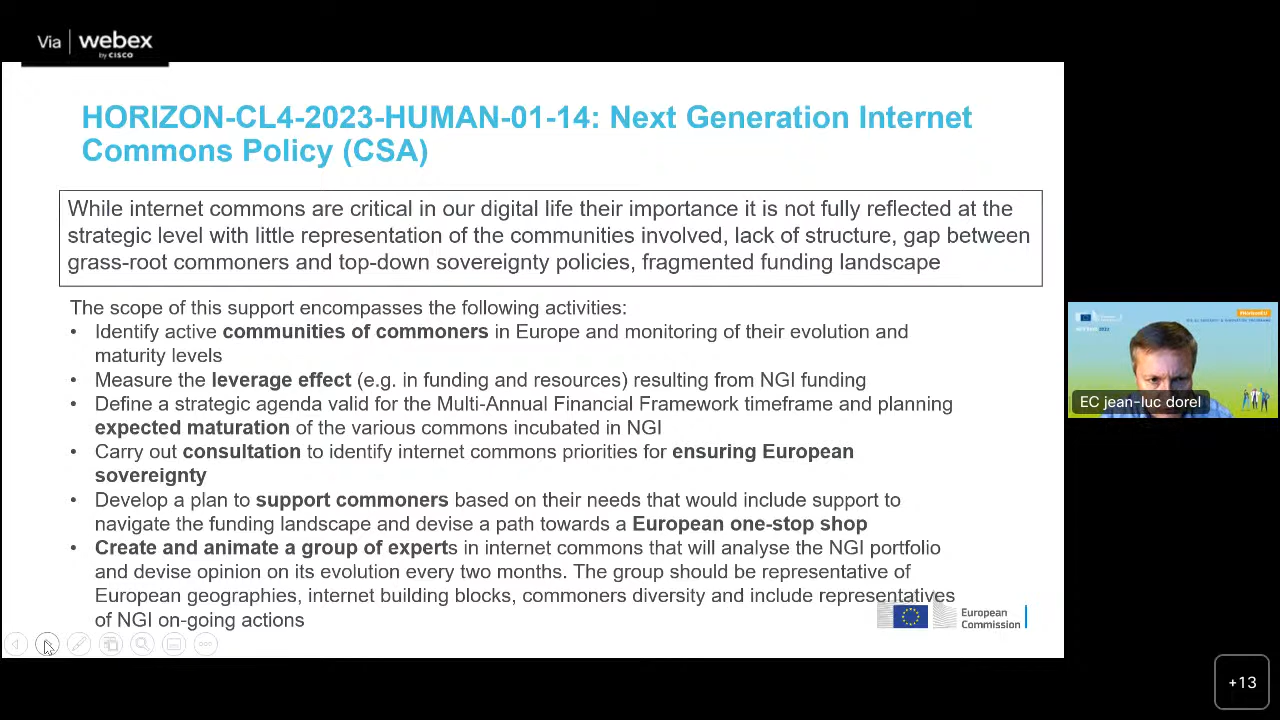 Via webex
by CISCO
HORIZON-CL4-2023-HUMAN-01-14: Next Generation Internet
Commons Policy (CSA)
While internet commons are critical in our digital life their importance it is not fully reflected at the
strategic level with little representation of the communities involved, lack of structure, gap between
grass-root commoners and top-down sovereignty policies, fragmented funding landscape
The scope of this support encompasses the following activities:
• Identify active communities of commoners in Europe and monitoring of their evolution and
maturity levels
• Measure the leverage effect (e.g. in funding and resources) resulting from NGI funding
• Define a strategic agenda valid for the Multi-Annual Financial Framework timeframe and planning
expected maturation of the various commons incubated in NGI
• Carry out consultation to identify internet commons priorities for ensuring European
sovereignty
• Develop a plan to support commoners based on their needs that would include support to
navigate the funding landscape and devise a path towards a European one-stop shop
• Create and animate a group of experts in internet commons that will analyse the NGI portfolio
and devise opinion on its evolution every two months. The group should be representative of
European geographies, internet building blocks, commoners diversity and include representatives
of NGI on-going actions
European
Commission
#HorizonEU
EC jean-luc dorel
+13